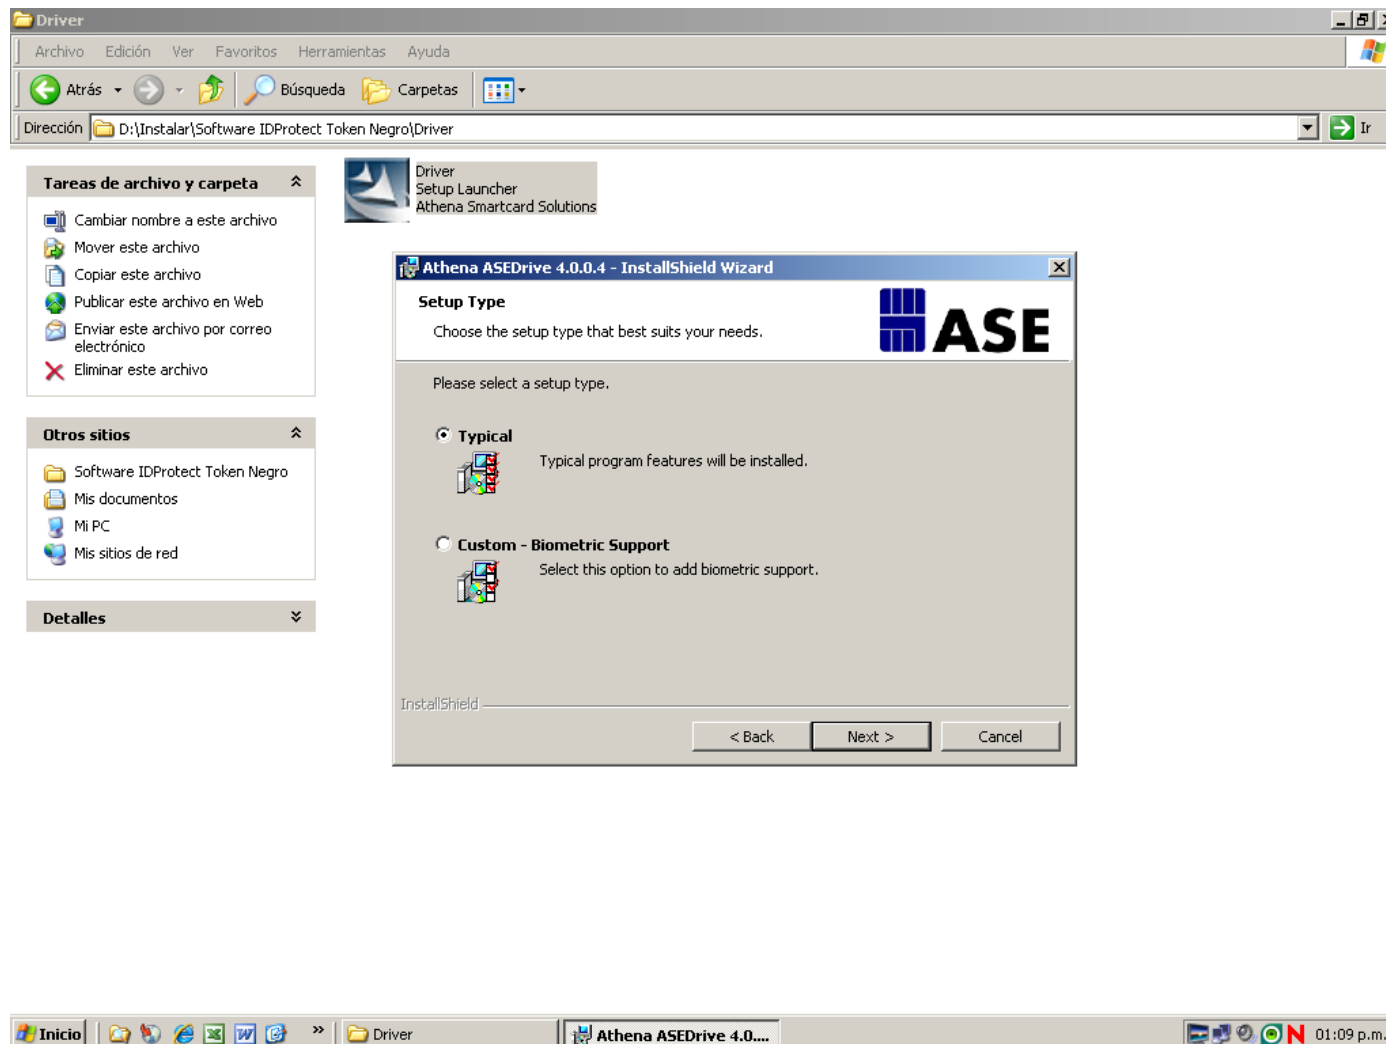 Driver
Archivo Edición Ver Favoritos Herramientas Ayuda
Atrás Búsqueda Carpetas
Dirección D:\Instalar\Software IDProtect Token Negro\Driver Ir
Tareas de archivo y carpeta
Cambiar nombre a este archivo
Mover este archivo
Copiar este archivo
Publicar este archivo en Web
Enviar este archivo por correo
electrónico
Eliminar este archivo
Otros sitios
Software IDProtect Token Negro
Mis documentos
Mi PC
Mis sitios de red
Detalles
Driver
Setup Launcher
Athena Smartcard Solutions
Athena ASEDrive 4.0.0.4 - InstallShield Wizard
Setup Type
Choose the setup type that best suits your needs.
ASE
Please select a setup type.
Typical
Typical program features will be installed.
Custom - Biometric Support
Select this option to add biometric support.
InstallShield
< Back Next > Cancel
Inicio » Driver Athena ASEDrive 4.0.... N 01:09 p.m.